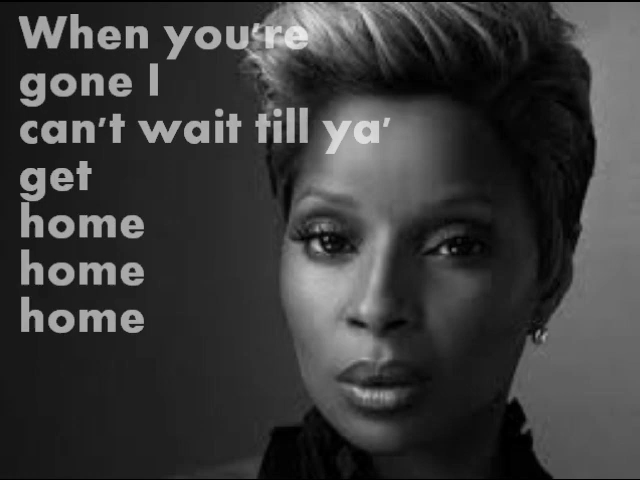 When you're
gone I
can't wait till ya'
get
home
home
home